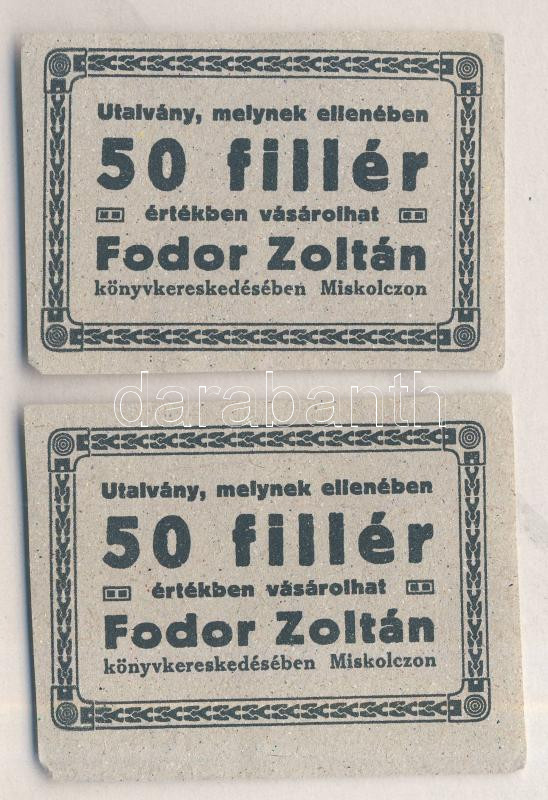 Utalvány, melynek ellenében
50 fillér
értékben vásárolhat
Fodor Zoltán
könyvkereskedésében Miskolczon
darabanth
Utalvány, melynek ellenében
50 fillér
értékben vásárolhat
Fodor Zoltán
könyvkereskedésében Miskolczon